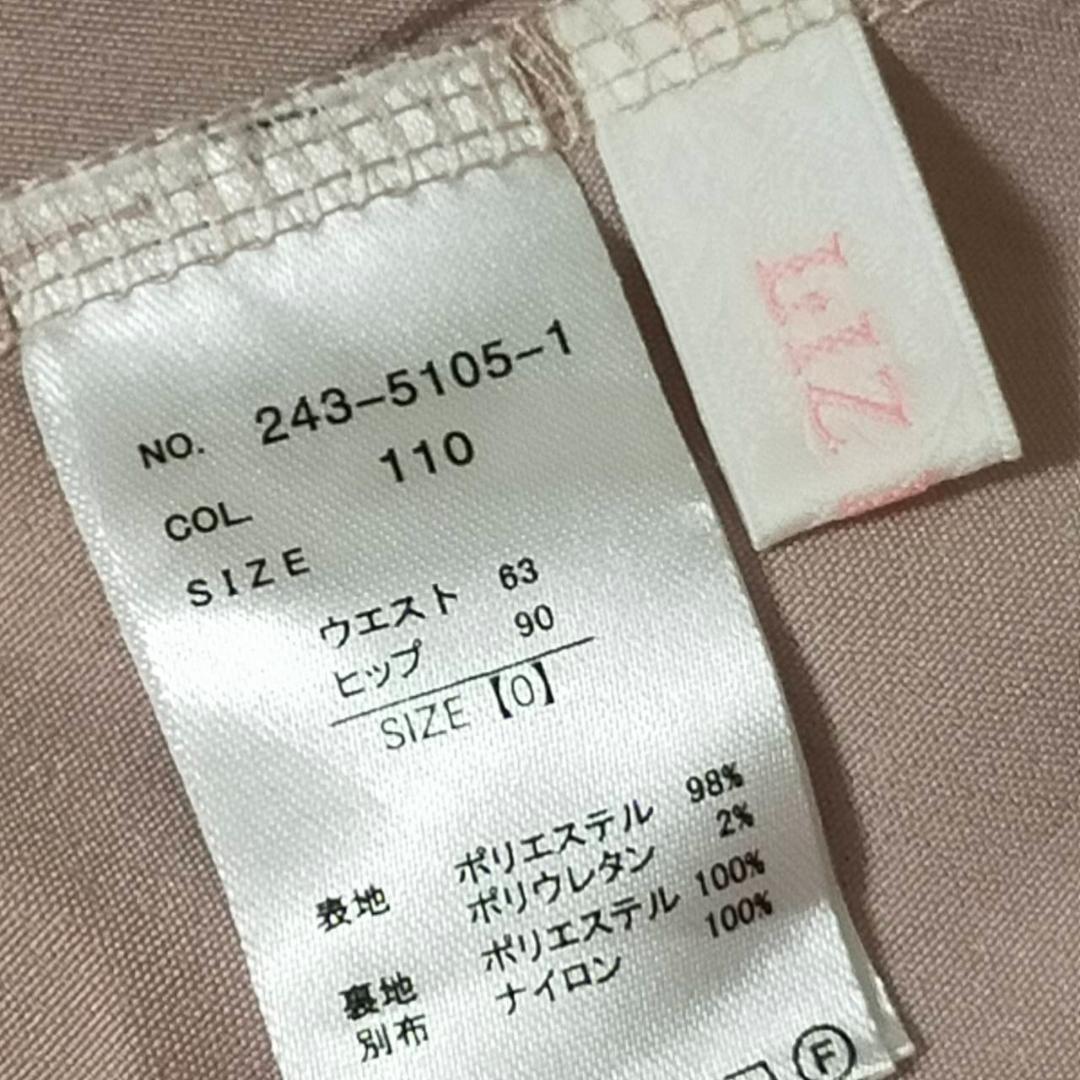 NO. 243-5105-1
COL. 110
SIZE
ウエスト 63
ヒップ 90
SIZE【0】
表地 ポリエステル 98%
ポリウレタン 2%
裏地 ポリエステル 100%
別布 ナイロン 100%
F
LIZ